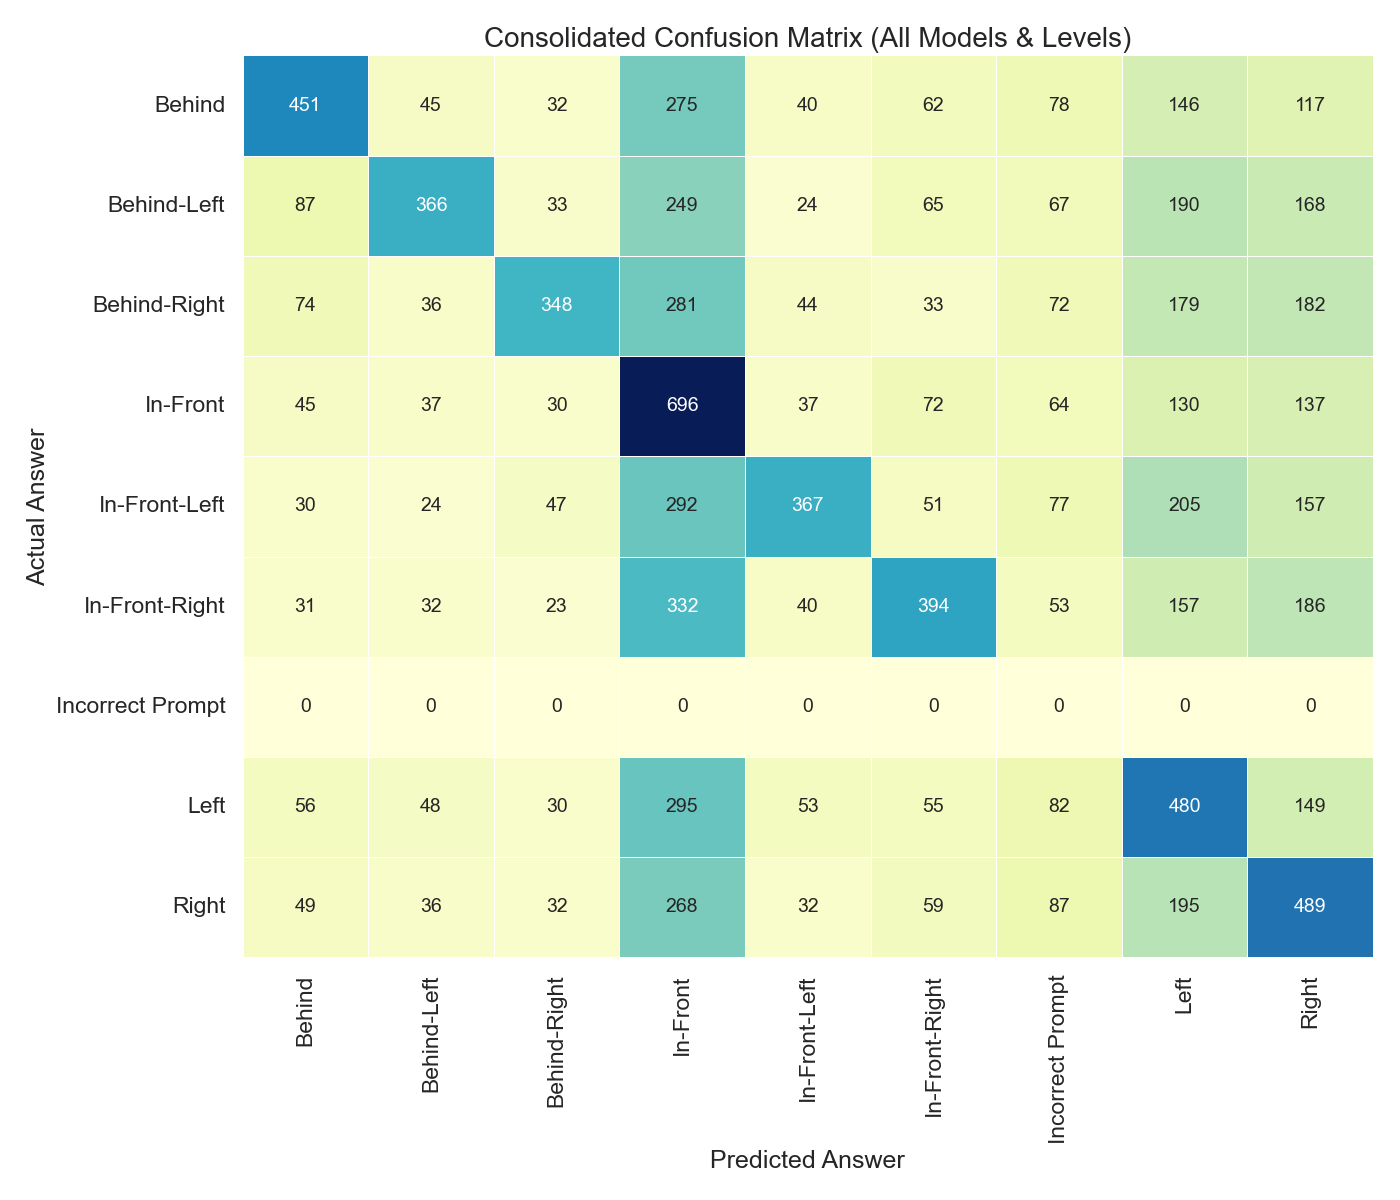 Consolidated Confusion Matrix (All Models & Levels)
Behind 451 45 32 275 40 62 78 146 117
Behind-Left 87 366 33 249 24 65 67 190 168
Behind-Right 74 36 348 281 44 33 72 179 182
In-Front 45 37 30 696 37 72 64 130 137
In-Front-Left 30 24 47 292 367 51 77 205 157
In-Front-Right 31 32 23 332 40 394 53 157 186
Incorrect Prompt 0 0 0 0 0 0 0 0 0
Left 56 48 30 295 53 55 82 480 149
Right 49 36 32 268 32 59 87 195 489
Actual Answer
Behind Behind-Left Behind-Right In-Front In-Front-Left In-Front-Right Incorrect Prompt Left Right
Predicted Answer